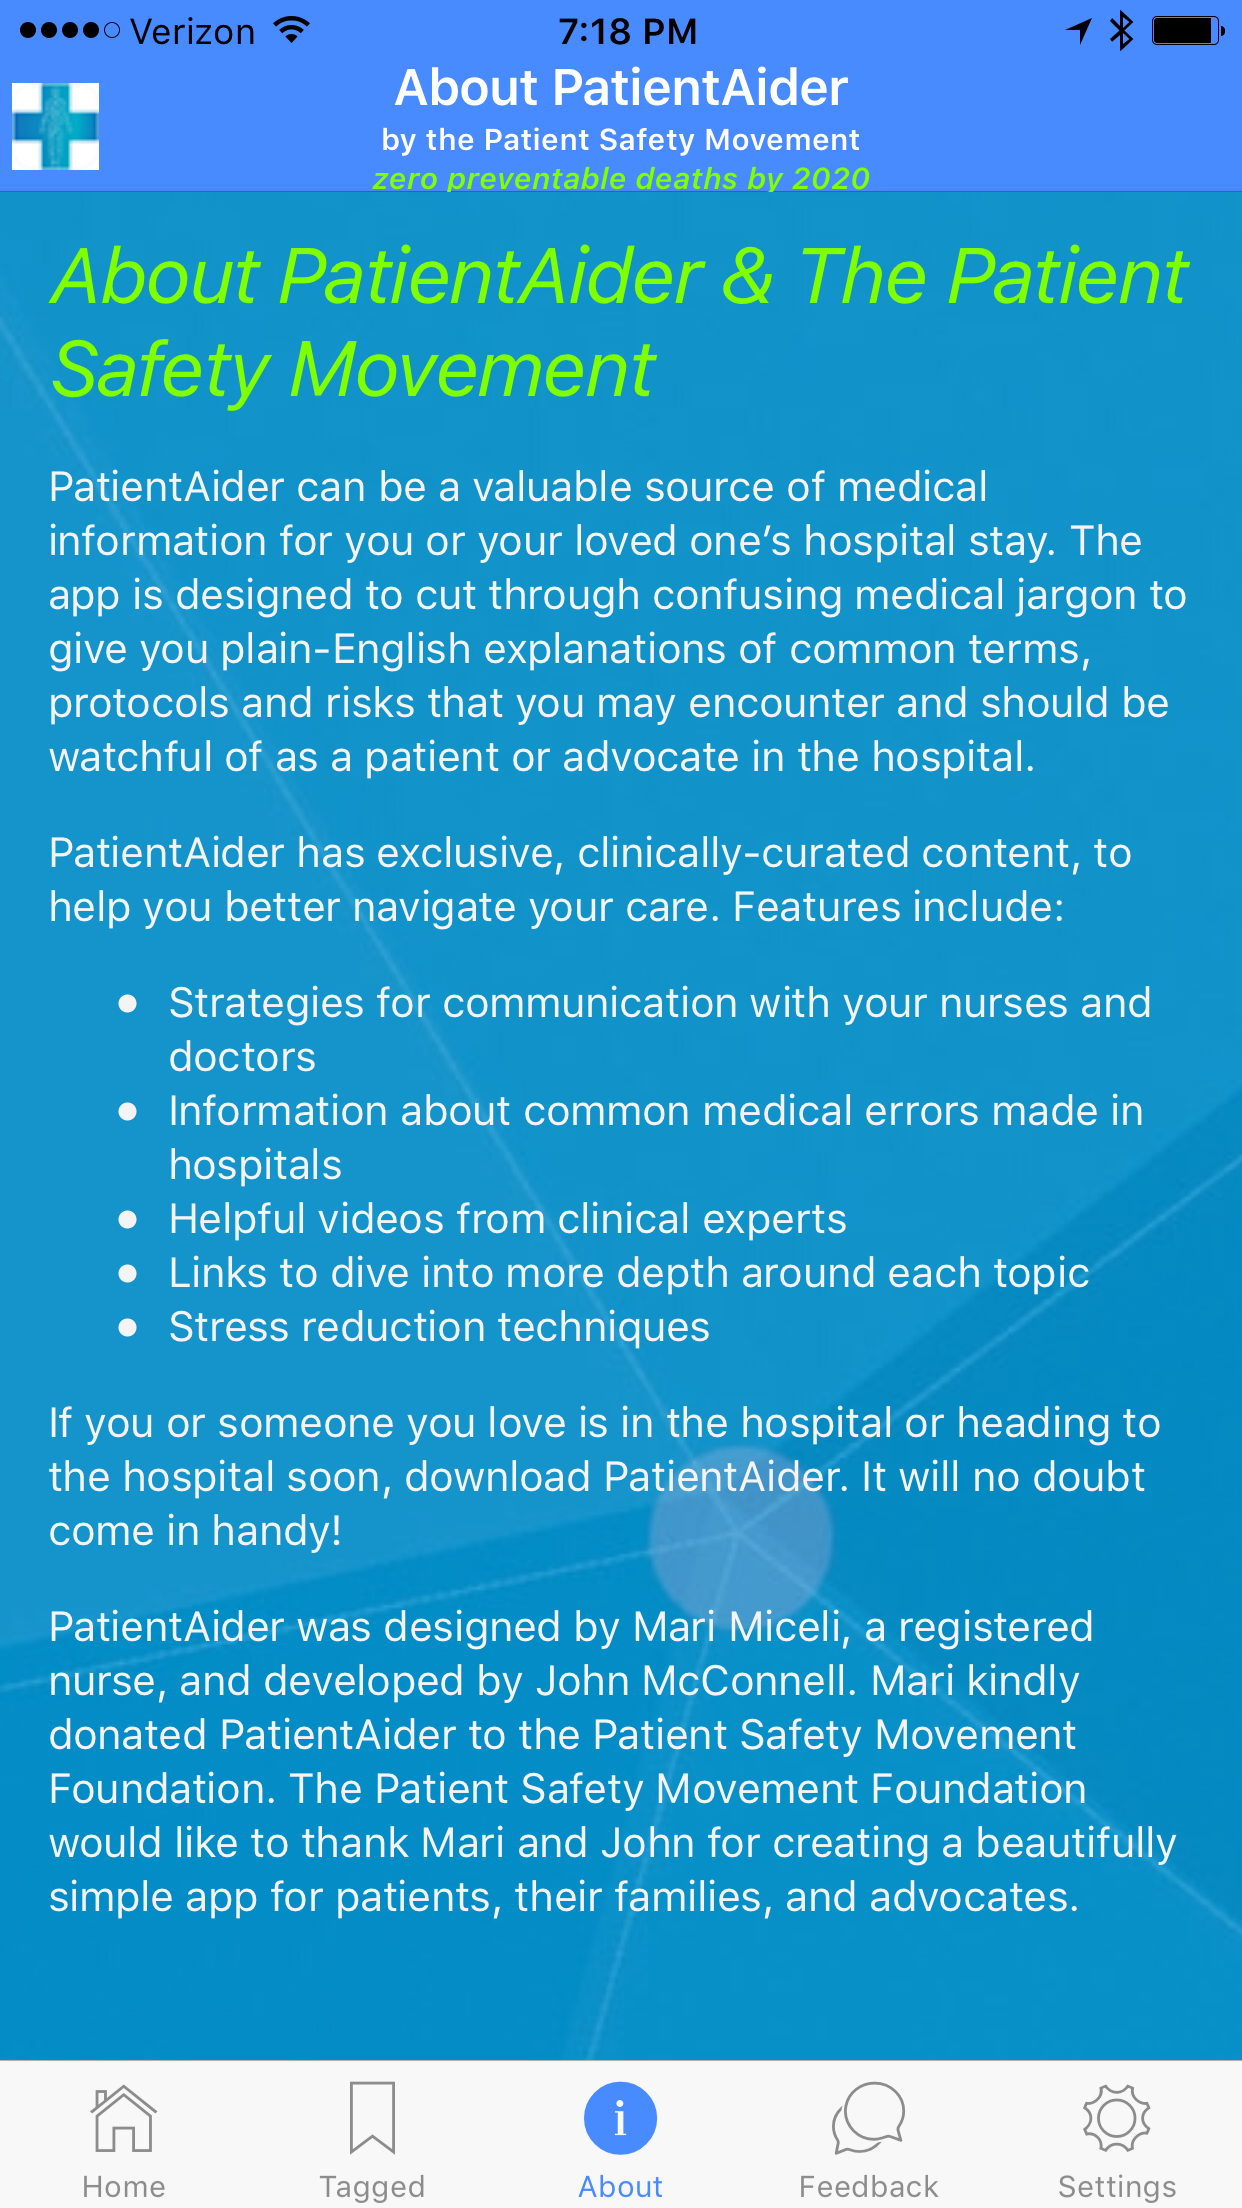 Verizon 7:18 PM
About PatientAider
by the Patient Safety Movement
zero preventable deaths by 2020
About PatientAider & The Patient
Safety Movement
PatientAider can be a valuable source of medical
information for you or your loved one’s hospital stay. The
app is designed to cut through confusing medical jargon to
give you plain-English explanations of common terms,
protocols and risks that you may encounter and should be
watchful of as a patient or advocate in the hospital.
PatientAider has exclusive, clinically-curated content, to
help you better navigate your care. Features include:
● Strategies for communication with your nurses and
doctors
● Information about common medical errors made in
hospitals
● Helpful videos from clinical experts
● Links to dive into more depth around each topic
● Stress reduction techniques
If you or someone you love is in the hospital or heading to
the hospital soon, download PatientAider. It will no doubt
come in handy!
PatientAider was designed by Mari Miceli, a registered
nurse, and developed by John McConnell. Mari kindly
donated PatientAider to the Patient Safety Movement
Foundation. The Patient Safety Movement Foundation
would like to thank Mari and John for creating a beautifully
simple app for patients, their families, and advocates.
Home Tagged About Feedback Settings